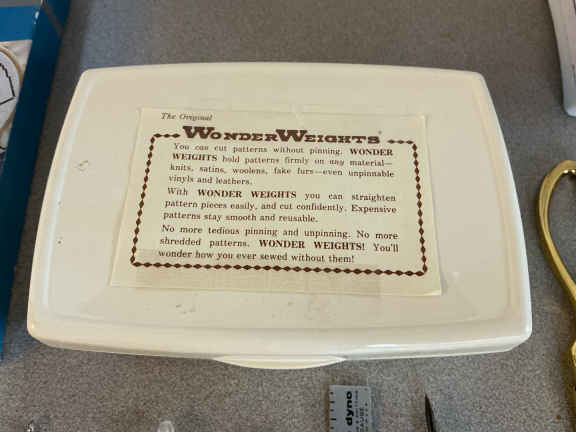 The Original
WONDERWEIGHTS
You can cut patterns without pinning. WONDER
WEIGHTS hold patterns firmly on any material—
knits, satins, woolens, fake furs—even unpinnable
vinyls and leathers.
With WONDER WEIGHTS you can straighten
pattern pieces easily, and cut confidently. Expensive
patterns stay smooth and reusable.
No more tedious pinning and unpinning. No more
shredded patterns. WONDER WEIGHTS! You'll
wonder how you ever sewed without them!
dyno